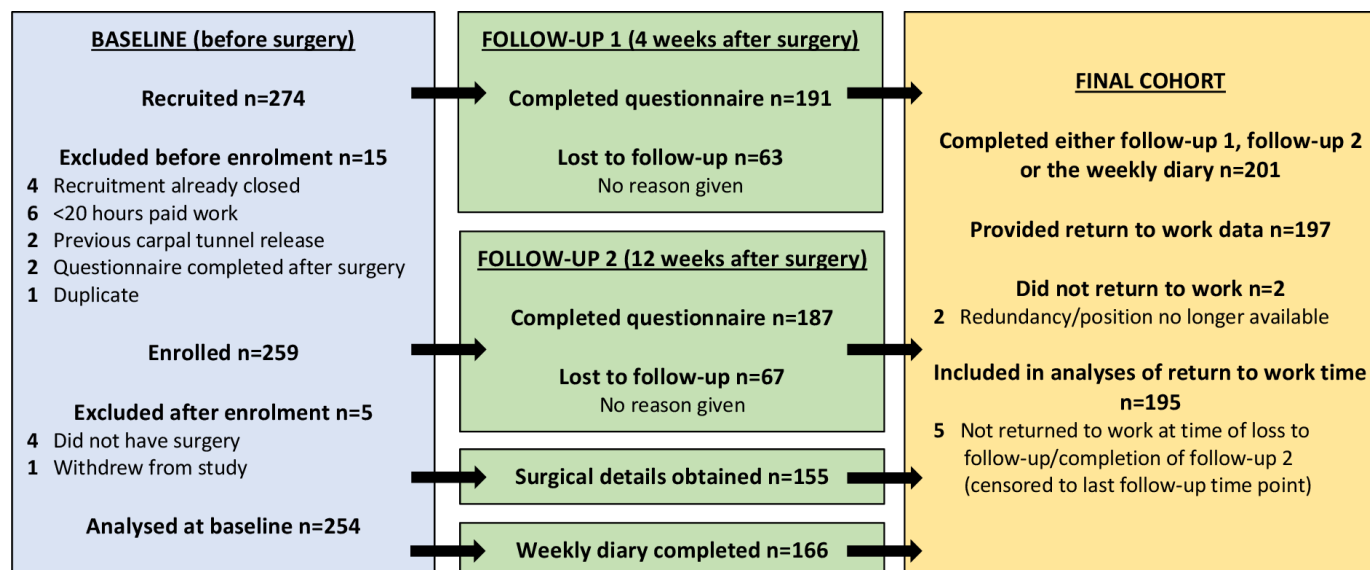 BASELINE (before surgery)
Recruited n=274
Excluded before enrolment n=15
4 Recruitment already closed
6 <20 hours paid work
2 Previous carpal tunnel release
2 Questionnaire completed after surgery
1 Duplicate
Enrolled n=259
Excluded after enrolment n=5
4 Did not have surgery
1 Withdrew from study
Analysed at baseline n=254
FOLLOW-UP 1 (4 weeks after surgery)
Completed questionnaire n=191
Lost to follow-up n=63
No reason given
FOLLOW-UP 2 (12 weeks after surgery)
Completed questionnaire n=187
Lost to follow-up n=67
No reason given
Surgical details obtained n=155
Weekly diary completed n=166
FINAL COHORT
Completed either follow-up 1, follow-up 2
or the weekly diary n=201
Provided return to work data n=197
Did not return to work n=2
2 Redundancy/position no longer available
Included in analyses of return to work time
n=195
5 Not returned to work at time of loss to
follow-up/completion of follow-up 2
(censored to last follow-up time point)